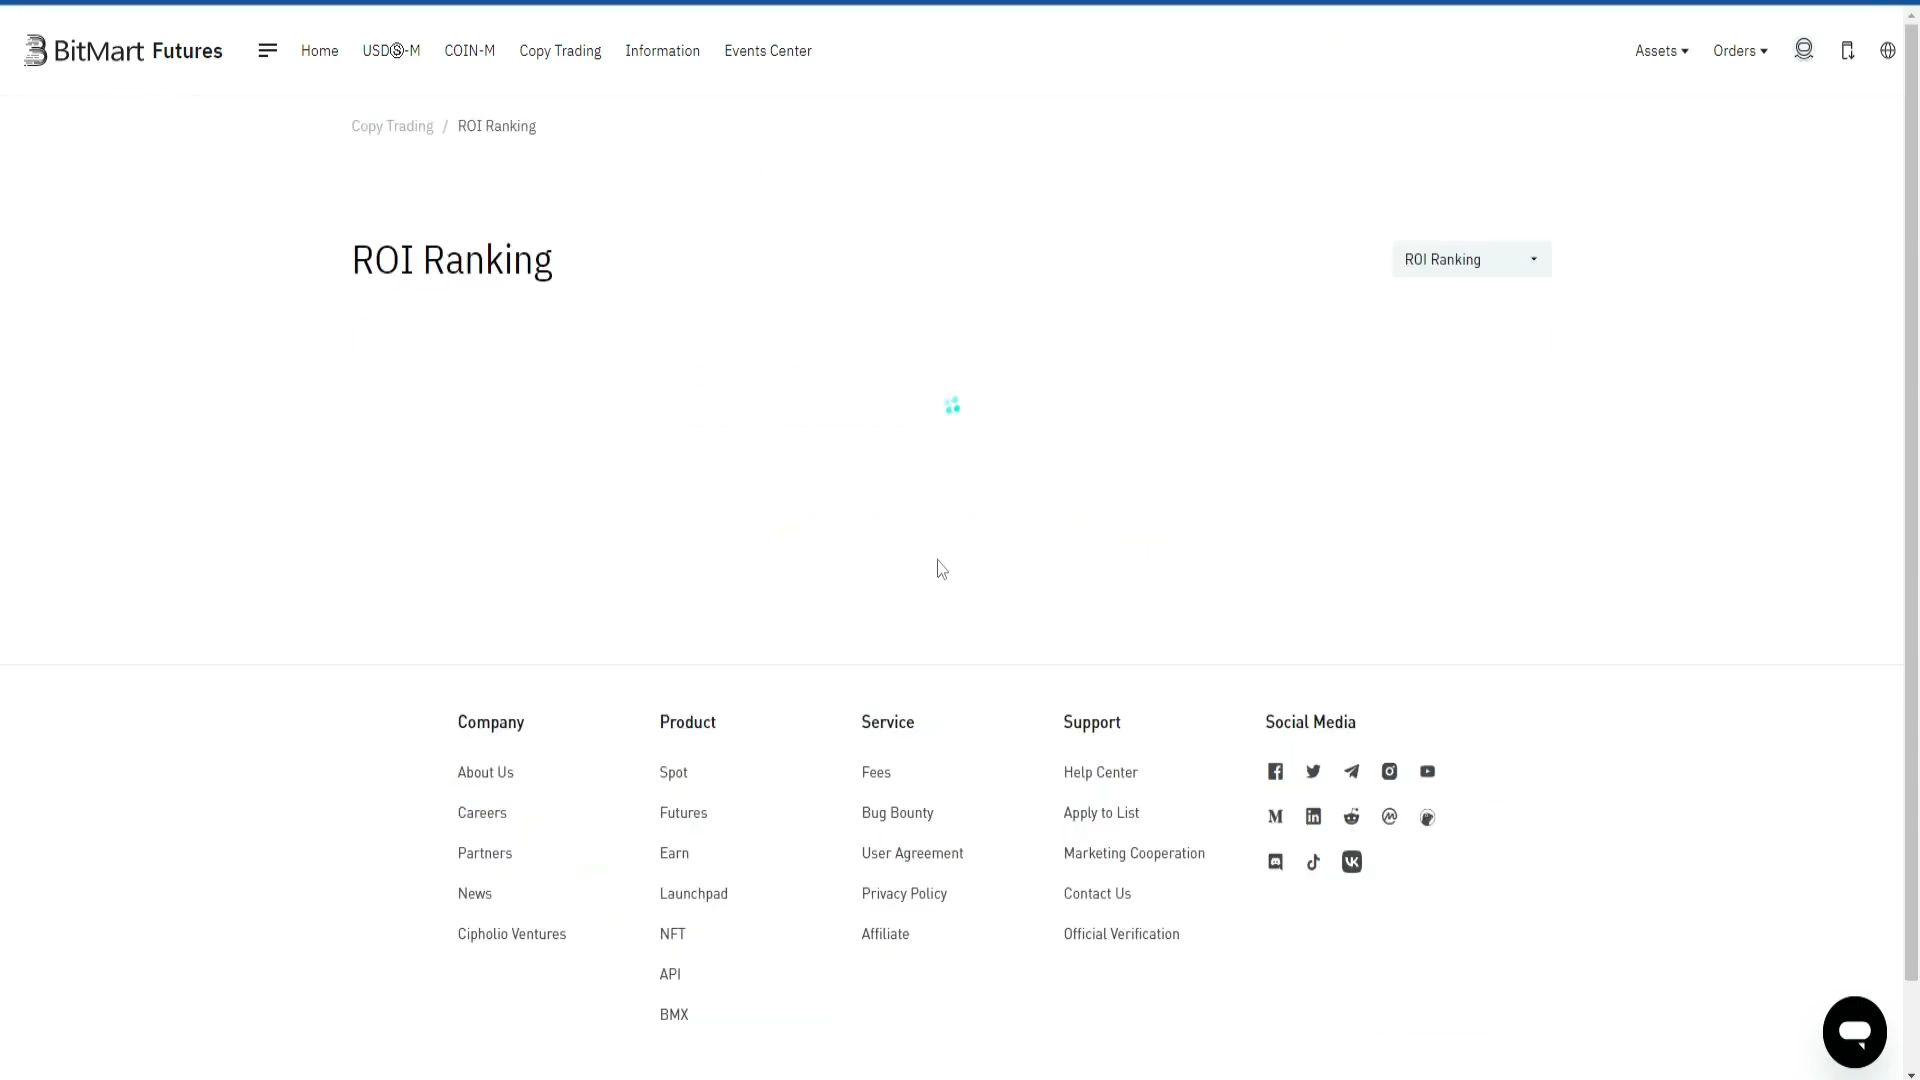 BitMart Futures
Home
USDⓈ-M
COIN-M
Copy Trading
Information
Events Center
Assets
Orders
Copy Trading / ROI Ranking
ROI Ranking
ROI Ranking
Company
About Us
Careers
Partners
News
Cipholio Ventures
Product
Spot
Futures
Earn
Launchpad
NFT
API
BMX
Service
Fees
Bug Bounty
User Agreement
Privacy Policy
Affiliate
Support
Help Center
Apply to List
Marketing Cooperation
Contact Us
Official Verification
Social Media